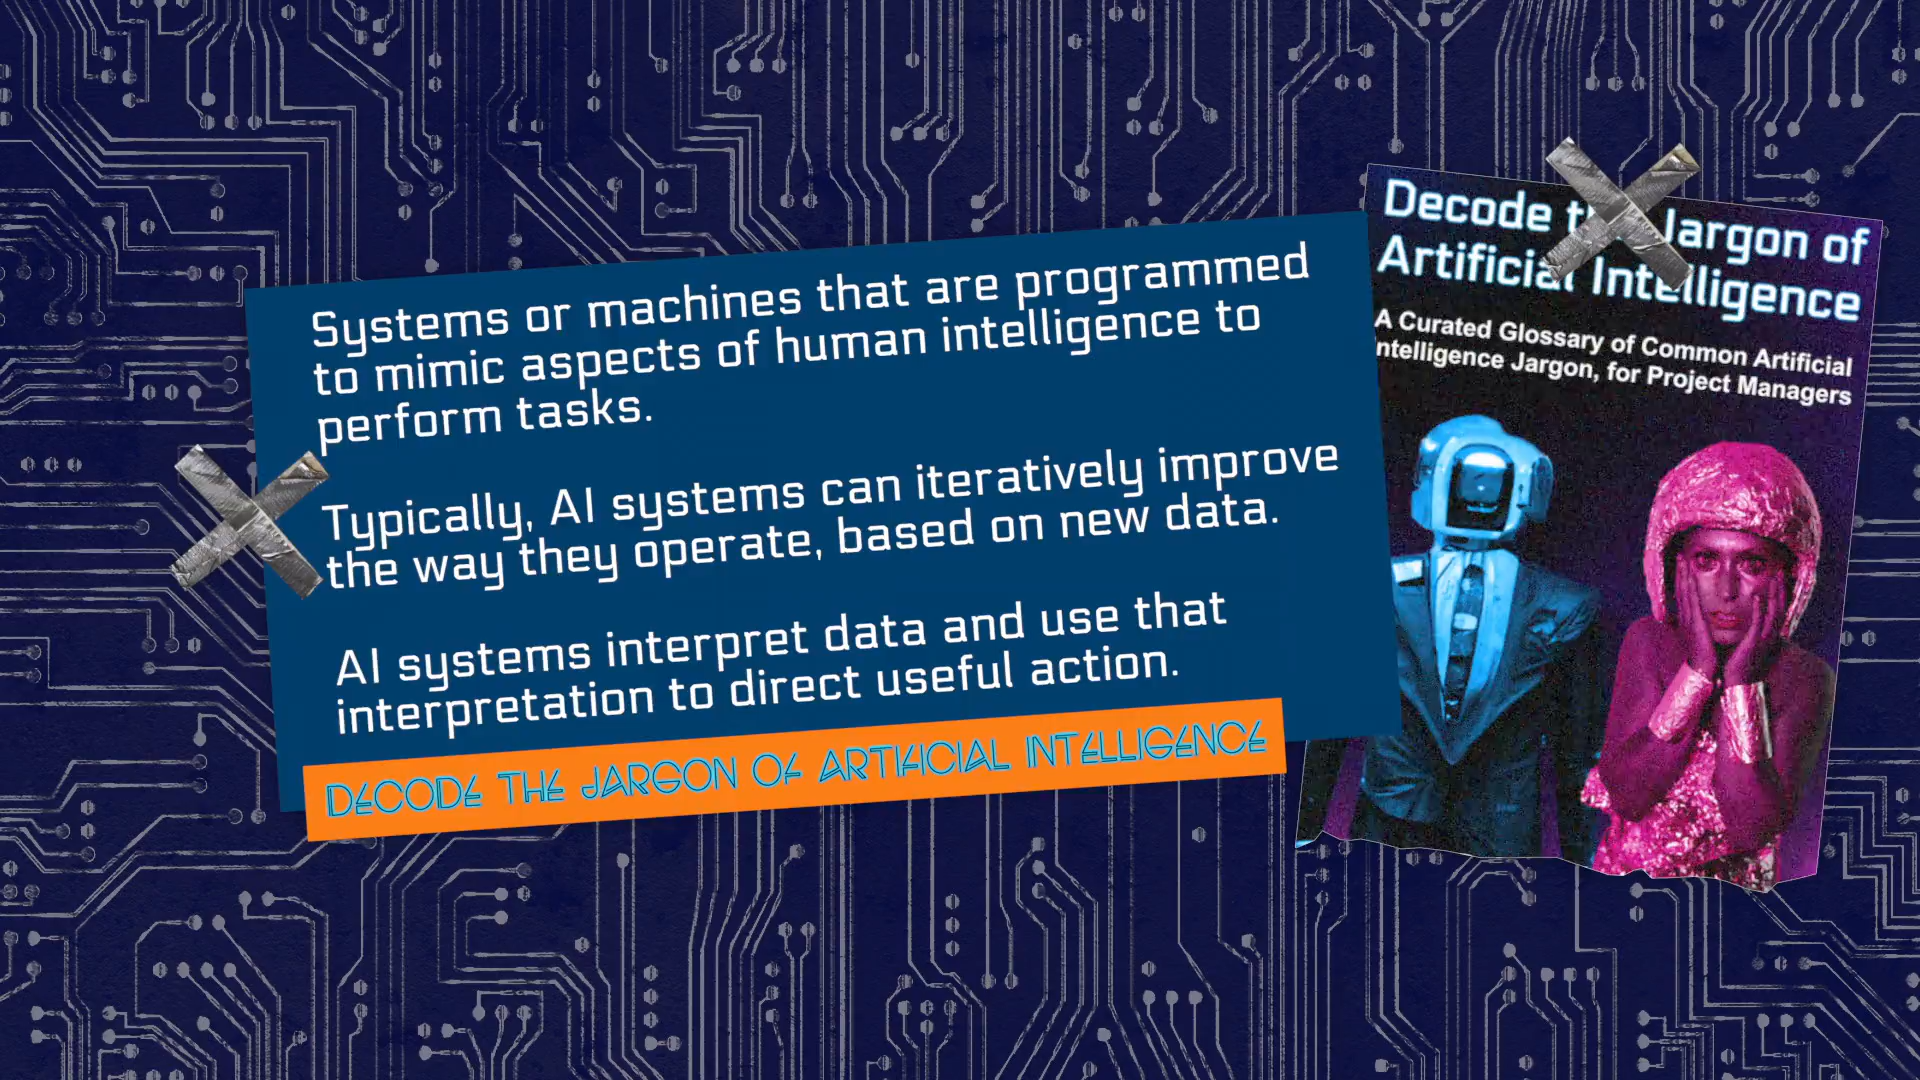 Systems or machines that are programmed
to mimic aspects of human intelligence to
perform tasks.
Typically, AI systems can iteratively improve
the way they operate, based on new data.
AI systems interpret data and use that
interpretation to direct useful action.
DECODE THE JARGON OF ARTIFICIAL INTELLIGENCE
Decode the Jargon of
Artificial Intelligence
A Curated Glossary of Common Artificial
Intelligence Jargon, for Project Managers